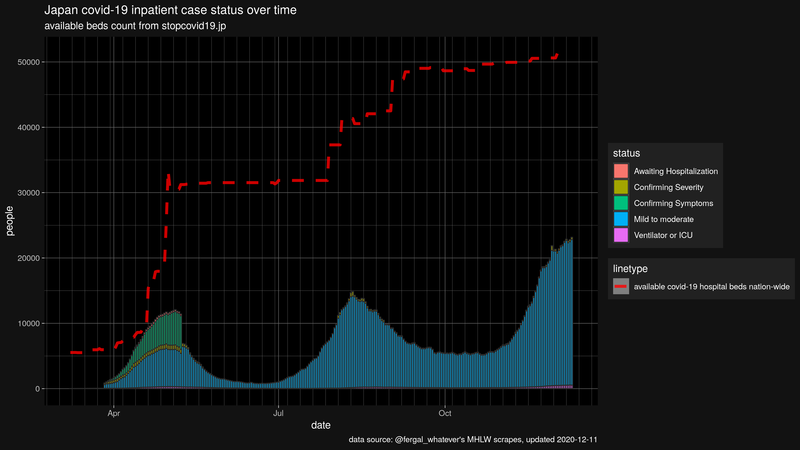 Japan covid-19 inpatient case status over time
available beds count from stopcovid19.jp
50000
40000
30000
20000
10000
0
people
Apr
Jul
Oct
date
status
Awaiting Hospitalization
Confirming Severity
Confirming Symptoms
Mild to moderate
Ventilator or ICU
linetype
available covid-19 hospital beds nation-wide
data source: @fergal_whatever's MHLW scrapes, updated 2020-12-11